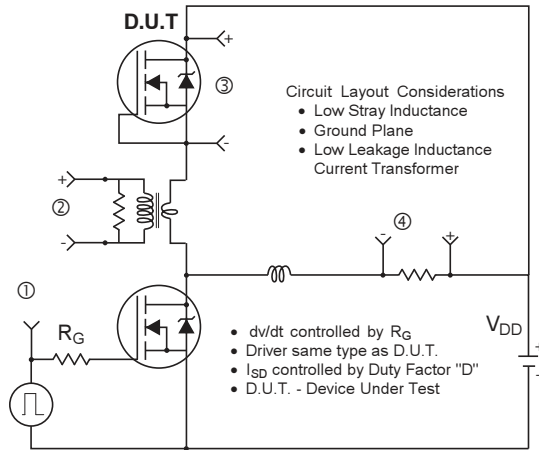 D.U.T
+
③
-
Circuit Layout Considerations
• Low Stray Inductance
• Ground Plane
• Low Leakage Inductance
Current Transformer
+
②
-
④
-
+
①
RG
VDD
+
-
• dv/dt controlled by RG
• Driver same type as D.U.T.
• ISD controlled by Duty Factor "D"
• D.U.T. - Device Under Test